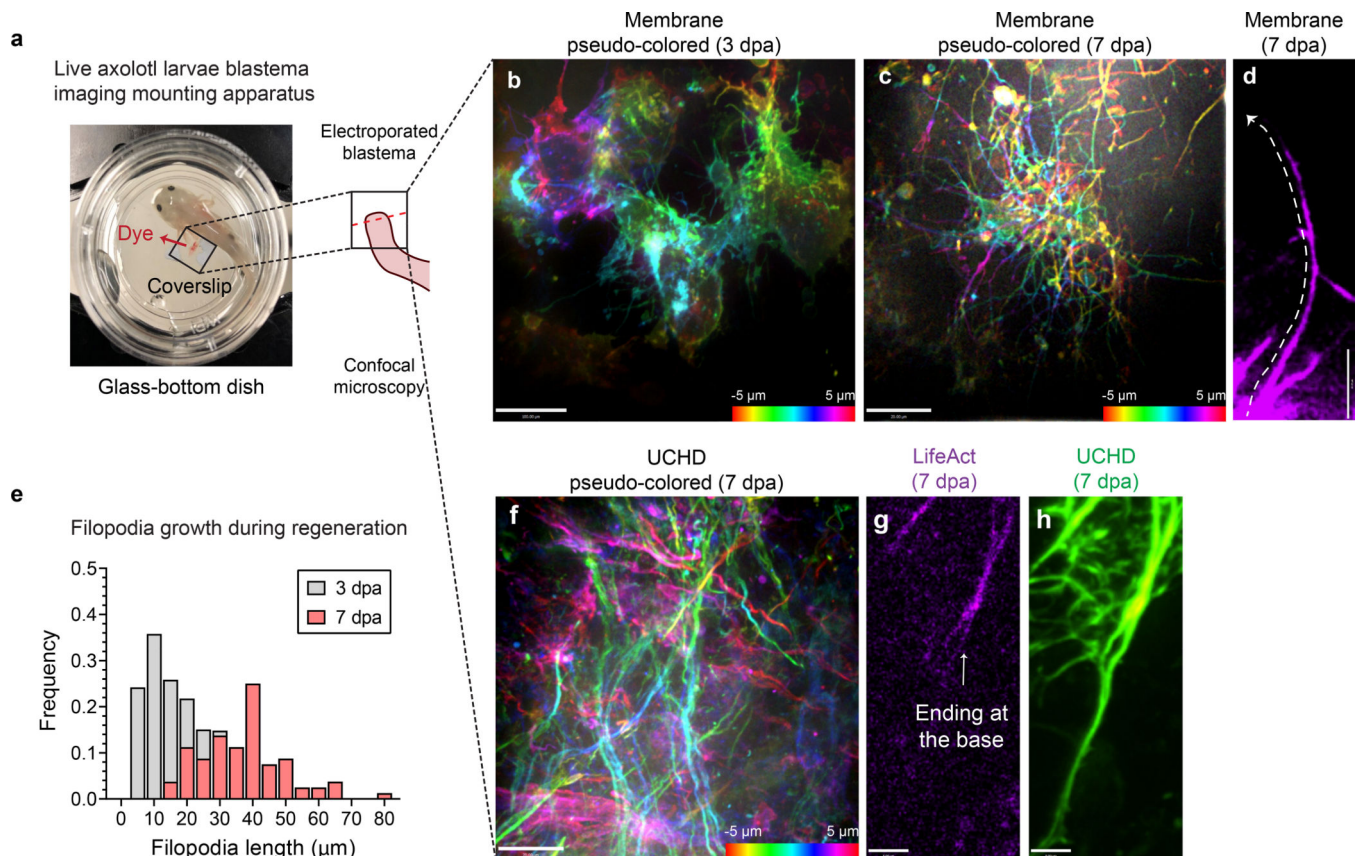 a
Live axolotl larvae blastema
imaging mounting apparatus
Dye
Coverslip
Glass-bottom dish
Electroporated
blastema
Confocal
microscopy
Membrane
pseudo-colored (3 dpa)
b
-5 µm
5 µm
Membrane
pseudo-colored (7 dpa)
c
-5 µm
5 µm
Membrane
(7 dpa)
d
e
Filopodia growth during regeneration
Frequency
0.5
0.4
0.3
0.2
0.1
0.0
3 dpa
7 dpa
0 10 20 30 40 50 60 70 80
Filopodia length (µm)
UCHD
pseudo-colored (7 dpa)
f
-5 µm
5 µm
LifeAct
(7 dpa)
g
Ending at
the base
UCHD
(7 dpa)
h